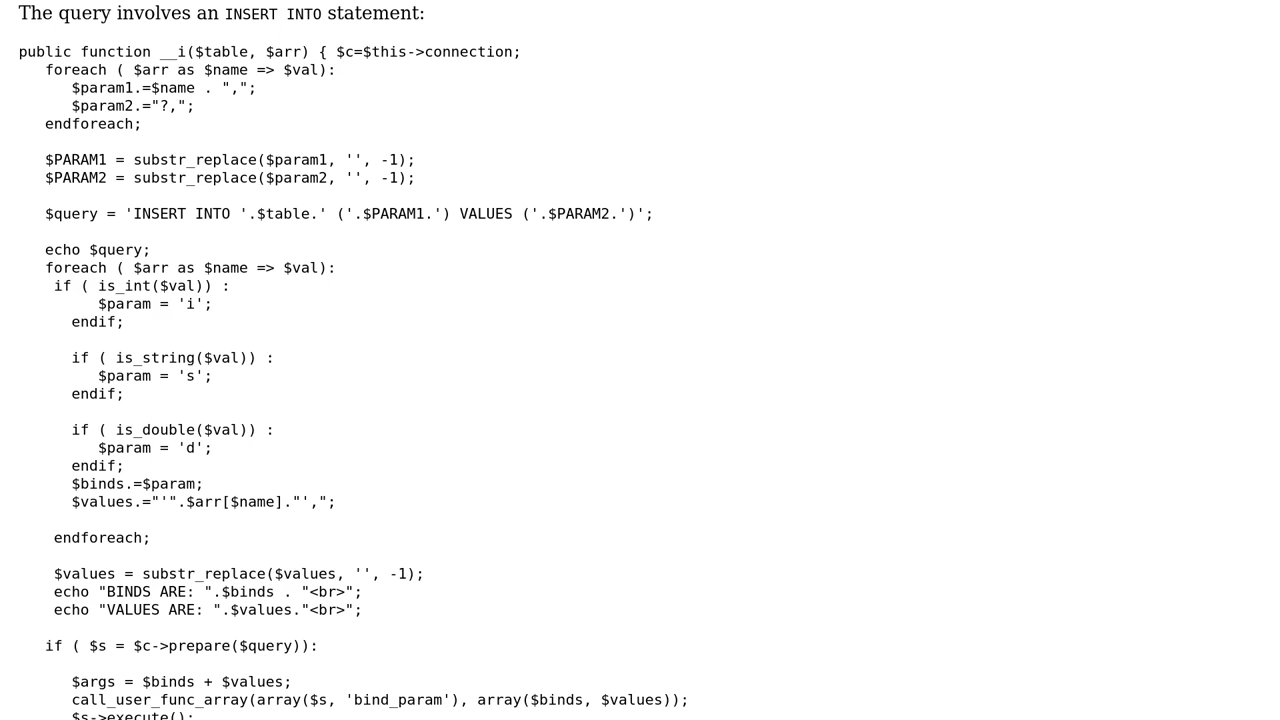 The query involves an INSERT INTO statement:
public function __i($table, $arr) { $c=$this->connection;
foreach ( $arr as $name => $val):
$param1.=$name . ",";
$param2.="?,";
endforeach;
$PARAM1 = substr_replace($param1, '', -1);
$PARAM2 = substr_replace($param2, '', -1);
$query = 'INSERT INTO '.$table.' ('.$PARAM1.') VALUES ('.$PARAM2.')';
echo $query;
foreach ( $arr as $name => $val):
if ( is_int($val)) :
$param = 'i';
endif;
if ( is_string($val)) :
$param = 's';
endif;
if ( is_double($val)) :
$param = 'd';
endif;
$binds.=$param;
$values.="'".$arr[$name]."',";
endforeach;
$values = substr_replace($values, '', -1);
echo "BINDS ARE: ".$binds . "<br>";
echo "VALUES ARE: ".$values."<br>";
if ( $s = $c->prepare($query)):
$args = $binds + $values;
call_user_func_array(array($s, 'bind_param'), array($binds, $values));
$s->execute();